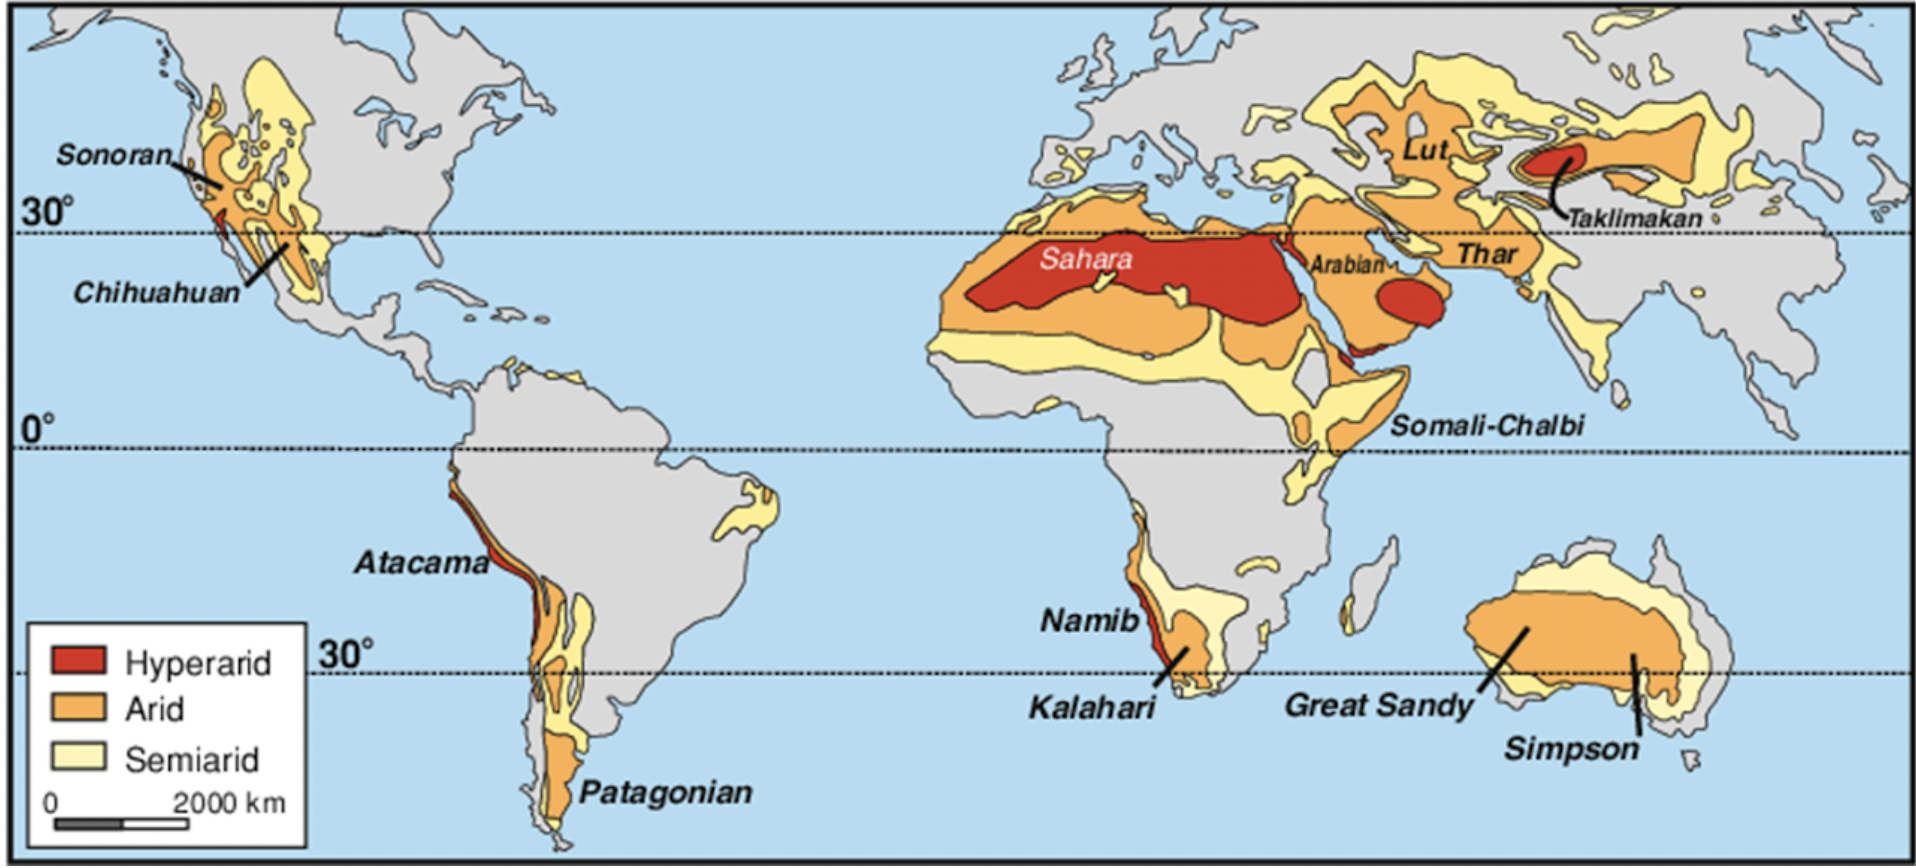 Sonoran
30°
Chihuahuan
Lut
Taklimakan
Sahara
Arabian
Thar
0°
Somali-Chalbi
Atacama
Namib
30°
Kalahari
Great Sandy
Simpson
Patagonian
Hyperarid
Arid
Semiarid
0 2000 km